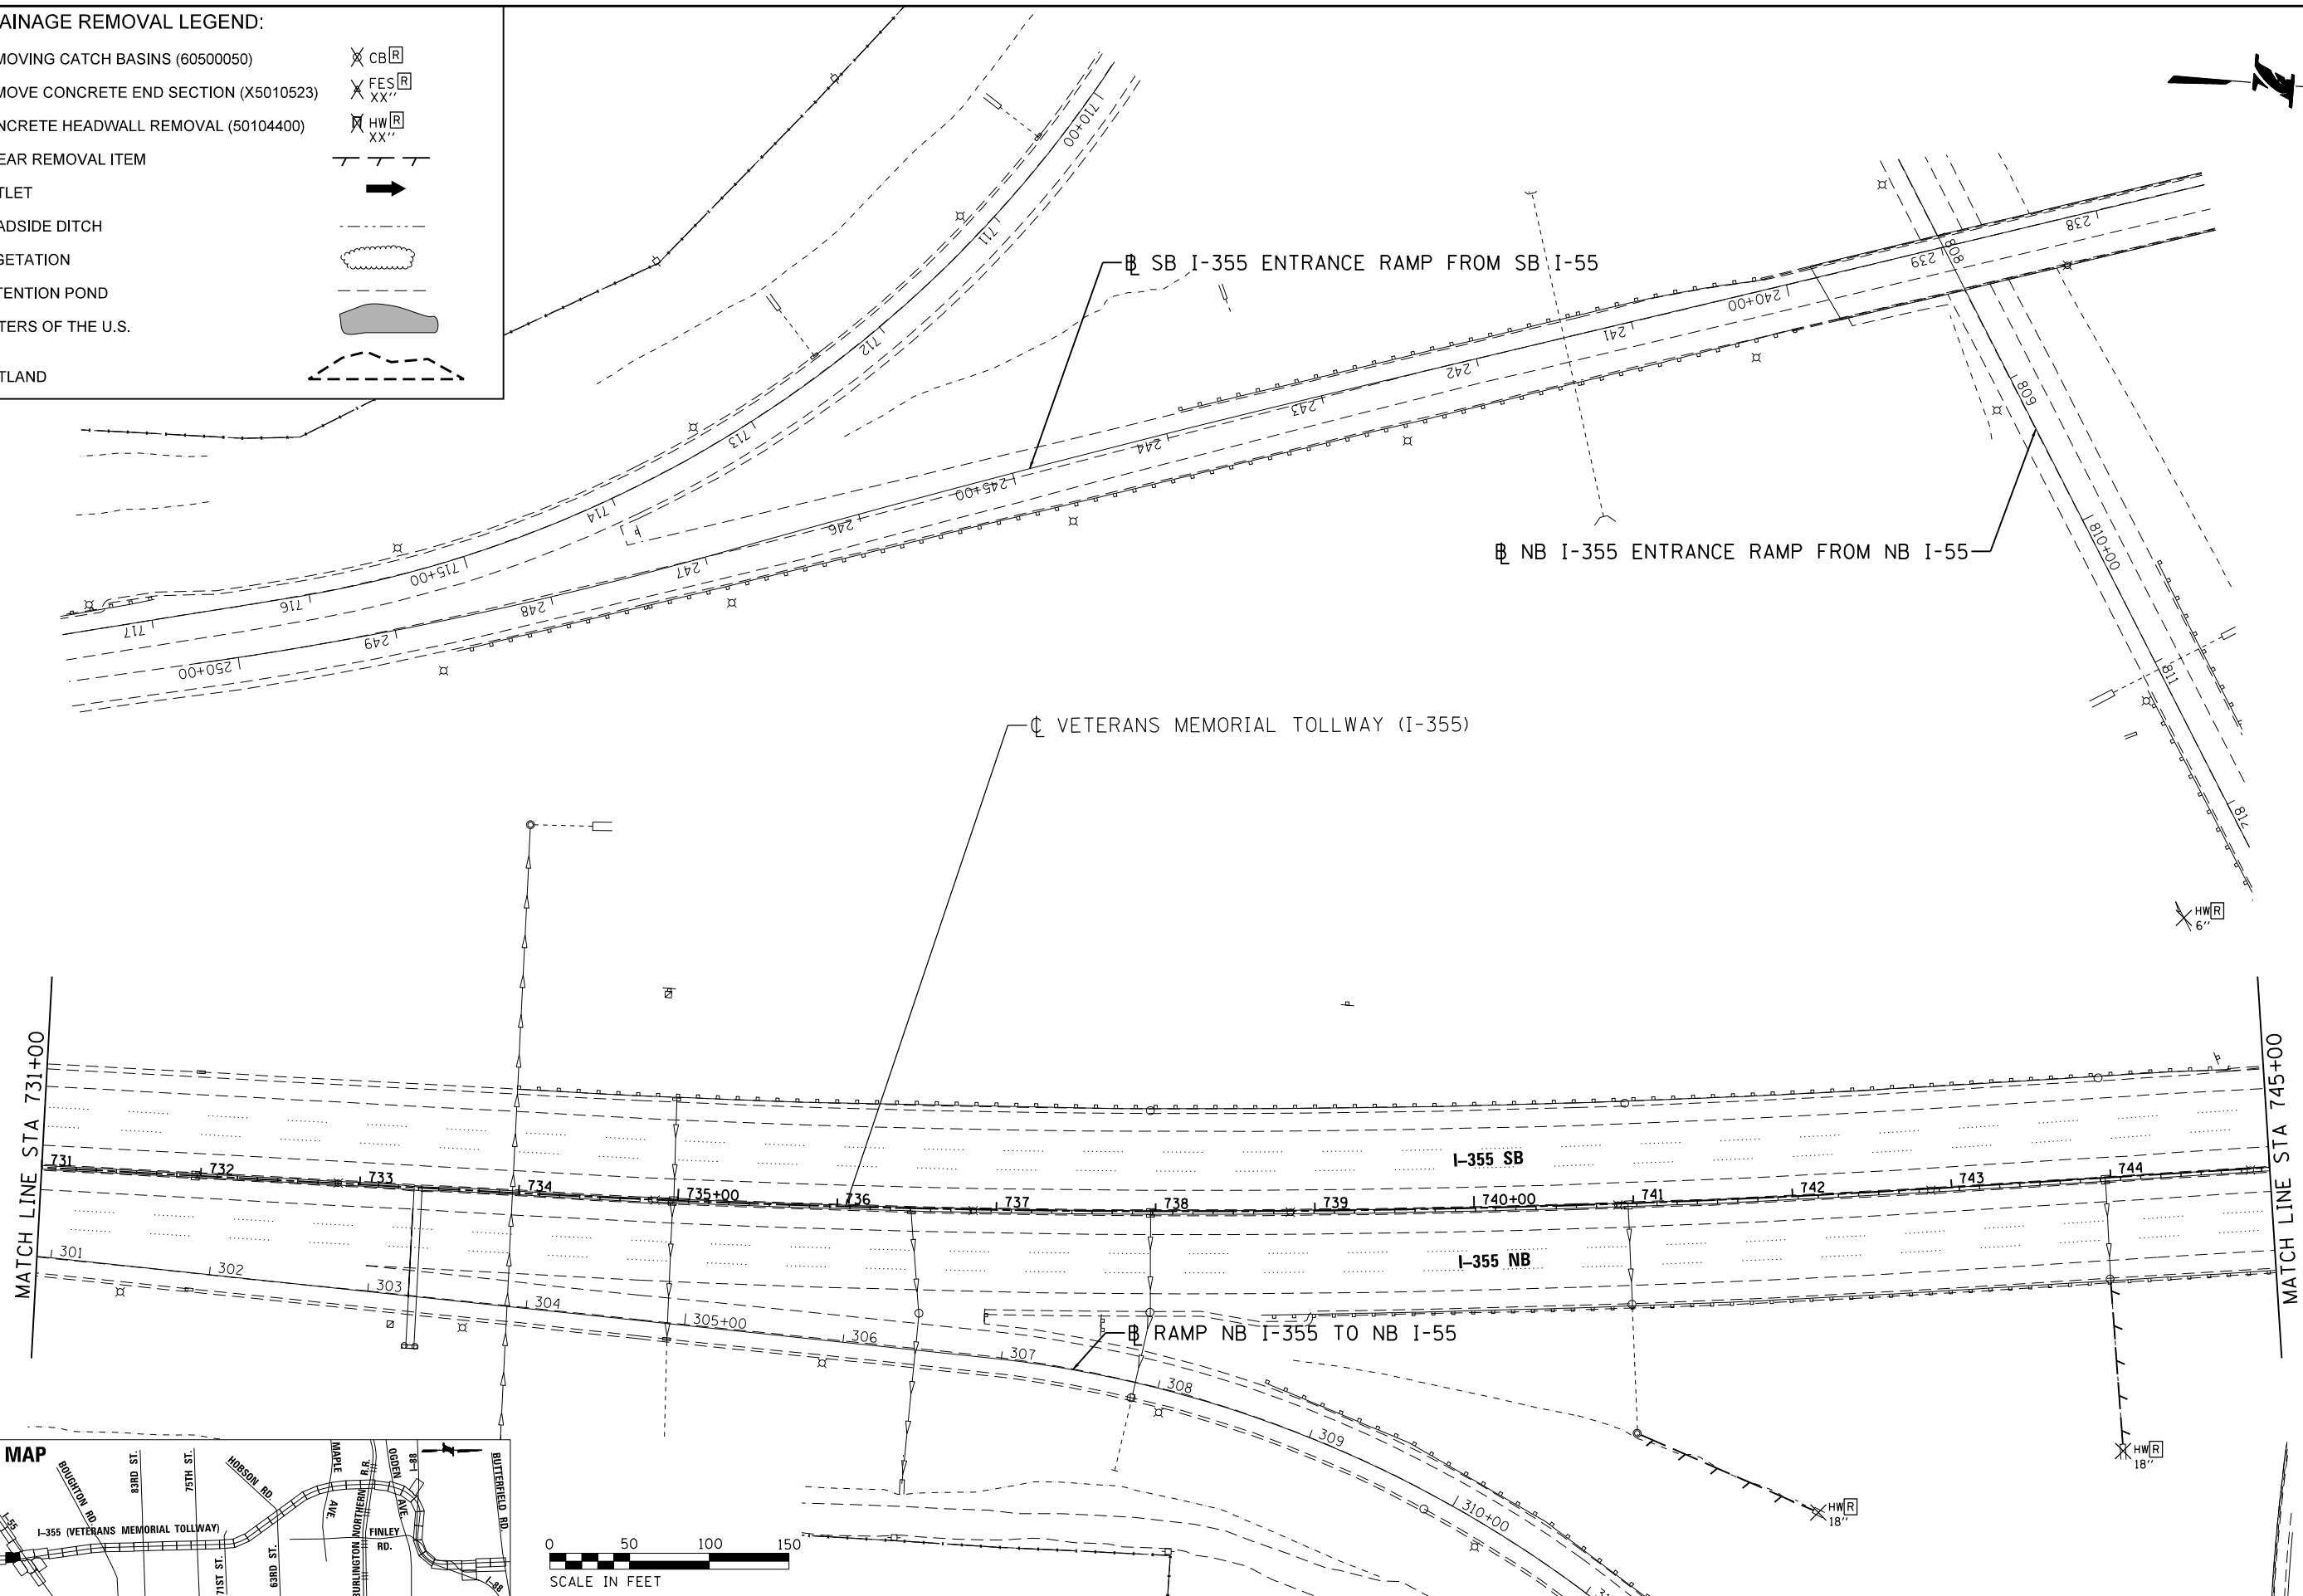 AINAGE REMOVAL LEGEND:
MOVING CATCH BASINS (60500050)
CB R
MOVE CONCRETE END SECTION (X5010523)
FES R
XX"
NCRETE HEADWALL REMOVAL (50104400)
HW R
XX"
EAR REMOVAL ITEM
TLET
ADSIDE DITCH
GETATION
TENTION POND
TERS OF THE U.S.
TLAND
710+00
711
712
713
714
715+00
716
717
238
239
240+00
241
242
243
244
245+00
246
247
248
249
250+00
808
809
810+00
811
℄ SB I-355 ENTRANCE RAMP FROM SB I-55
℄ NB I-355 ENTRANCE RAMP FROM NB I-55
℄ VETERANS MEMORIAL TOLLWAY (I-355)
HW R
6"
MATCH LINE STA 731+00
MATCH LINE STA 745+00
I-355 SB
731
732
733
734
735+00
736
737
738
739
740+00
741
742
743
744
I-355 NB
301
302
303
304
305+00
306
307
308
309
310+00
℄ RAMP NB I-355 TO NB I-55
HW R
18"
HW R
18"
MAP
I-55
BOUGHTON RD.
83RD ST.
75TH ST.
HOBSON RD.
MAPLE AVE.
BURLINGTON NORTHERN R.R.
OGDEN AVE.
I-88
BUTTERFIELD RD.
I-355 (VETERANS MEMORIAL TOLLWAY)
71ST ST.
63RD ST.
FINLEY
RD.
I-88
0 50 100 150
SCALE IN FEET